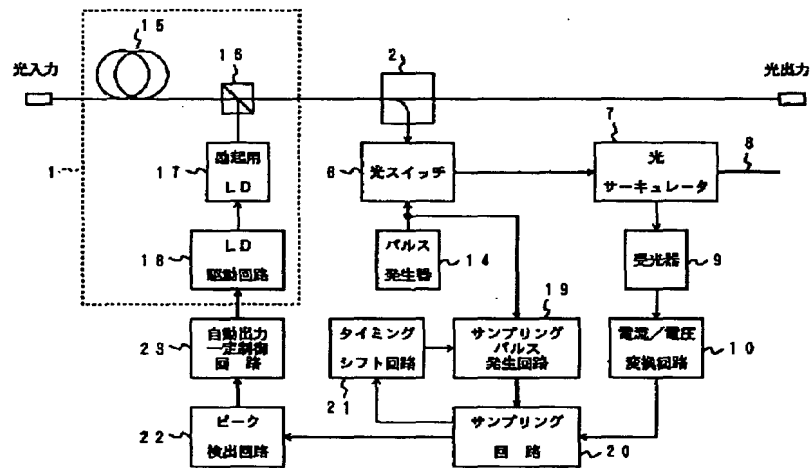 15
16
2
光入力
光出力
7
8
励起用
LD
17
光スイッチ
6
光
サーキュレータ
1
LD
駆動回路
18
パルス
発生器
14
受光器
9
19
自動出力
一定制御
回路
23
タイミング
シフト回路
21
サンプリング
パルス
発生回路
電流/電圧
変換回路
10
ピーク
検出回路
22
サンプリング
回路
20